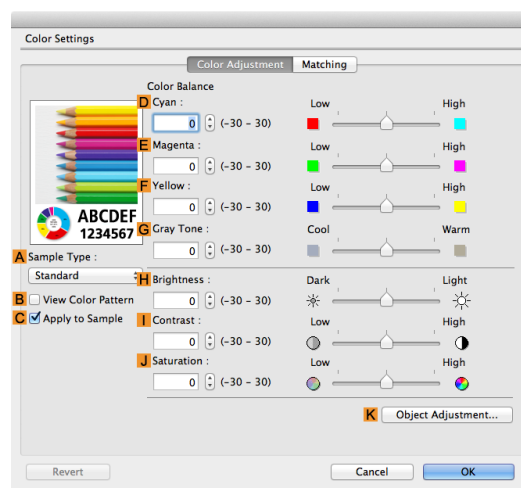 Color Settings
Color Adjustment Matching
Color Balance
D Cyan : Low High
0 (-30 – 30)
E Magenta : Low High
0 (-30 – 30)
F Yellow : Low High
0 (-30 – 30)
ABCDEF
1234567
G Gray Tone : Cool Warm
0 (-30 – 30)
A Sample Type :
Standard
H Brightness : Dark Light
B View Color Pattern 0 (-30 – 30)
C Apply to Sample
I Contrast : Low High
0 (-30 – 30)
J Saturation : Low High
0 (-30 – 30)
K Object Adjustment...
Revert Cancel OK